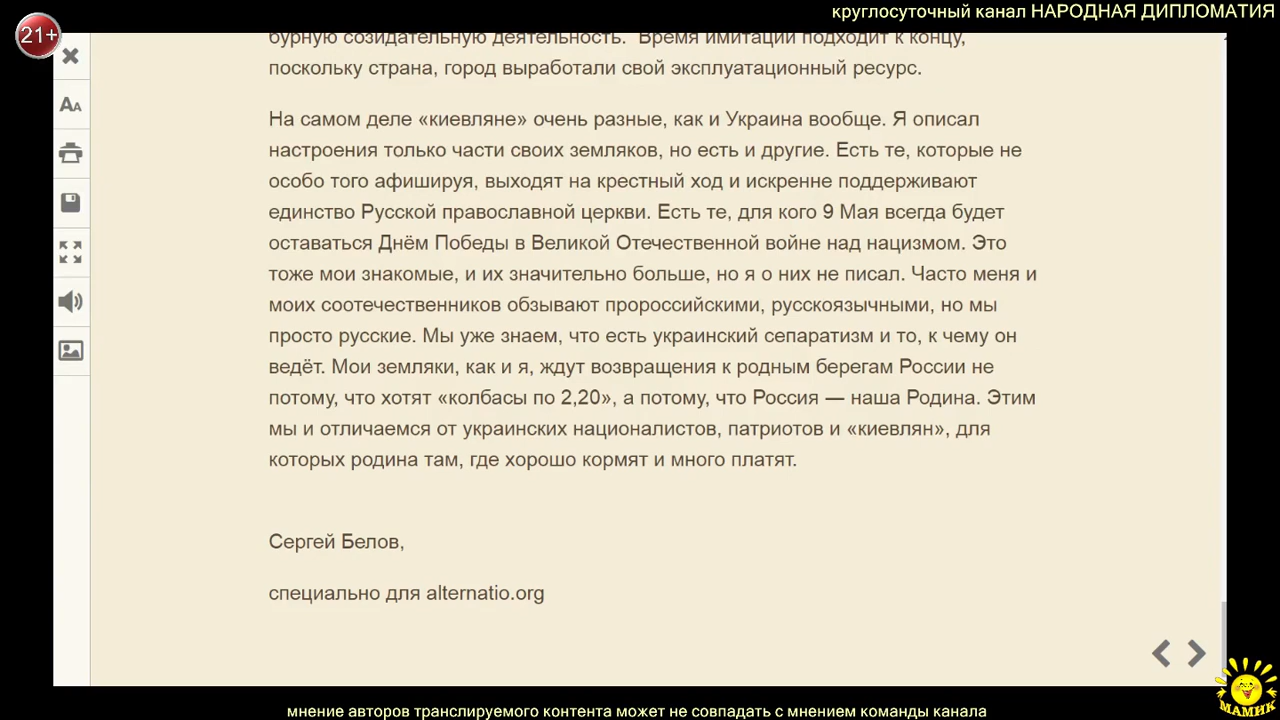 круглосуточный канал НАРОДНАЯ ДИПЛОМАТИЯ
21+
бурную созидательную деятельность. Время имитации подходит к концу,
поскольку страна, город выработали свой эксплуатационный ресурс.
На самом деле «киевляне» очень разные, как и Украина вообще. Я описал
настроения только части своих земляков, но есть и другие. Есть те, которые не
особо того афишируя, выходят на крестный ход и искренне поддерживают
единство Русской православной церкви. Есть те, для кого 9 Мая всегда будет
оставаться Днём Победы в Великой Отечественной войне над нацизмом. Это
тоже мои знакомые, и их значительно больше, но я о них не писал. Часто меня и
моих соотечественников обзывают пророссийскими, русскоязычными, но мы
просто русские. Мы уже знаем, что есть украинский сепаратизм и то, к чему он
ведёт. Мои земляки, как и я, ждут возвращения к родным берегам России не
потому, что хотят «колбасы по 2,20», а потому, что Россия — наша Родина. Этим
мы и отличаемся от украинских националистов, патриотов и «киевлян», для
которых родина там, где хорошо кормят и много платят.
Сергей Белов,
специально для alternatio.org
МАМИК
мнение авторов транслируемого контента может не совпадать с мнением команды канала